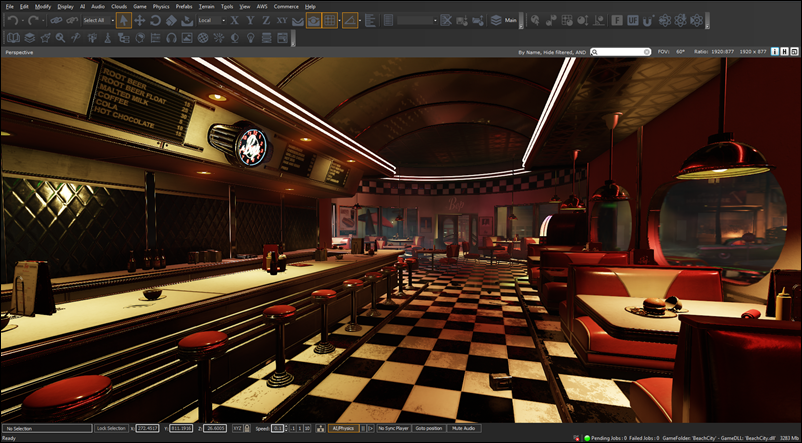 File Edit Modify Display AI Audio Clouds Game Physics Prefabs Terrain Tools View AWS Commerce Help
Select All Local X Y Z XY Main F UF
Perspective By Name, Hide filtered, AND FOV: 60° Ratio: 1920:877 1920 x 877 i H
ROOT BEER
ROOT BEER FLOAT
MALTED MILK
COFFEE
COLA
HOT CHOCOLATE
No Selection Lock Selection X: 272.4517 Y: 811.3516 Z: 26.6005 XYZ Speed: 0.1 .1 1 10 AI/Physics No Sync Player Goto position Mute Audio
Ready Pending Jobs : 0 Failed Jobs : 0 GameFolder: 'BeachCity' - GameDLL: 'BeachCity.dll' 3283 Mb